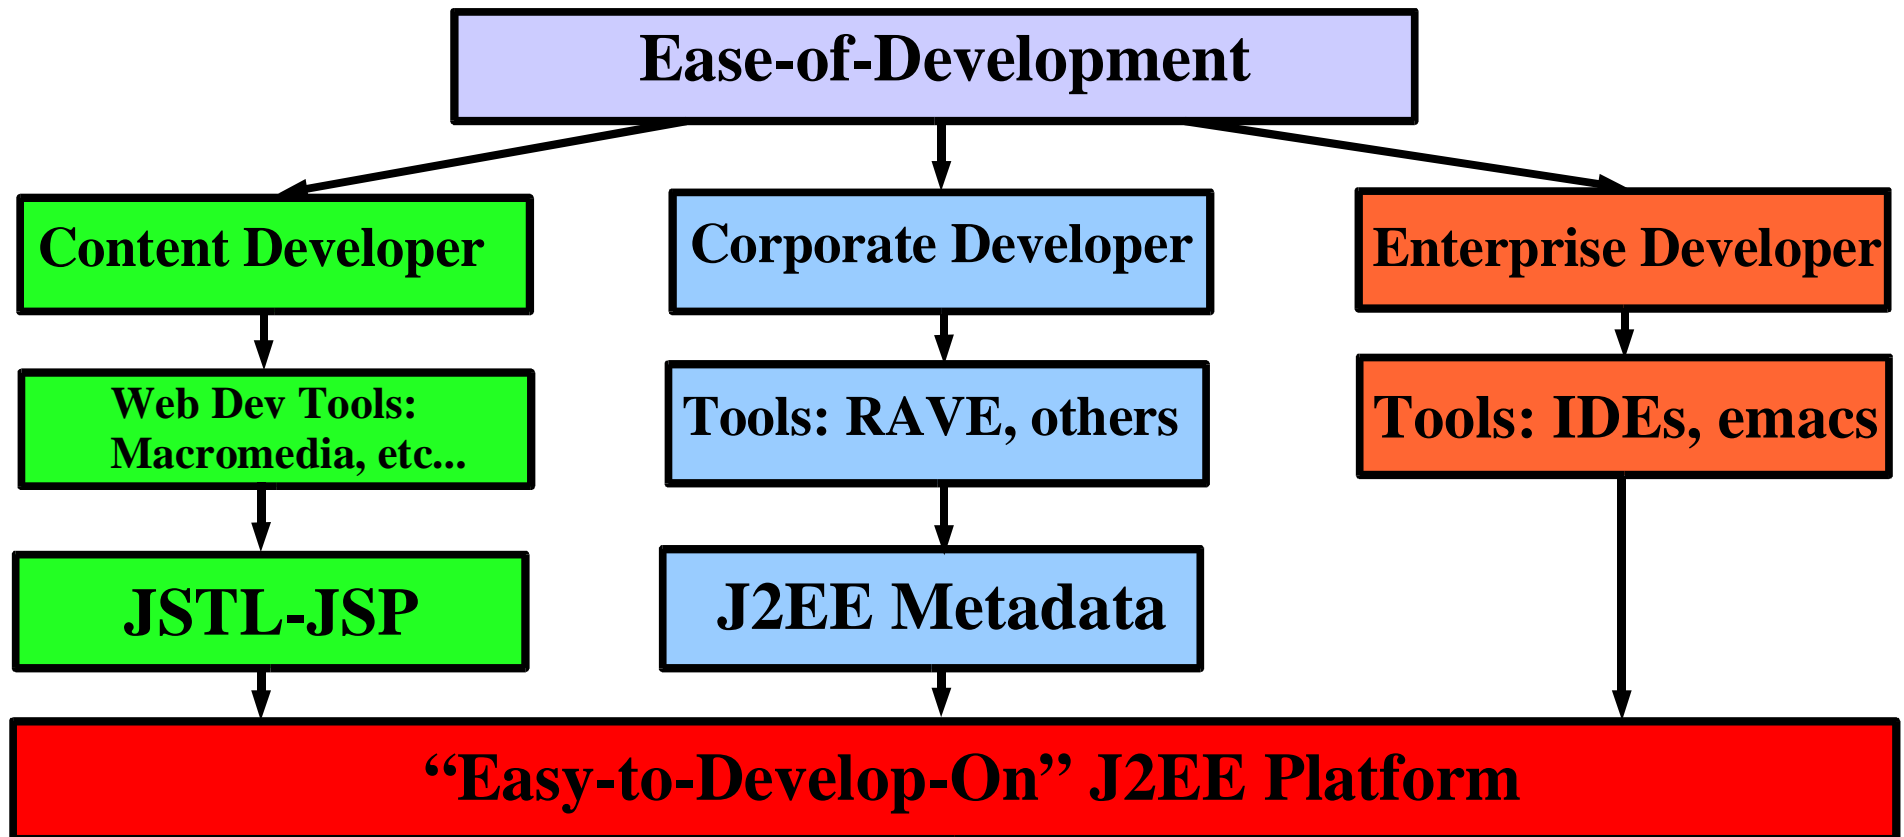 Ease-of-Development
Content Developer
Corporate Developer
Enterprise Developer
Web Dev Tools:
Macromedia, etc...
Tools: RAVE, others
Tools: IDEs, emacs
JSTL-JSP
J2EE Metadata
“Easy-to-Develop-On” J2EE Platform